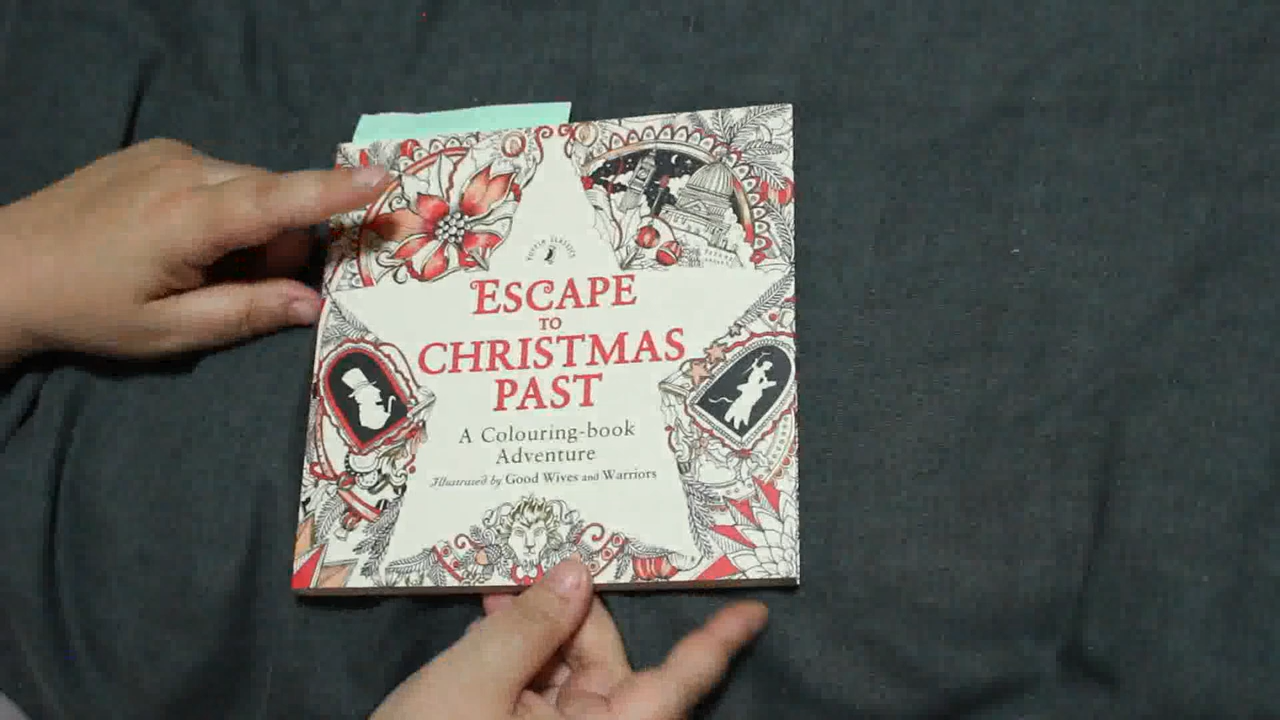 PUFFIN CLASSICS
ESCAPE
TO
CHRISTMAS
PAST
A Colouring-book
Adventure
Illustrated by Good Wives and Warriors